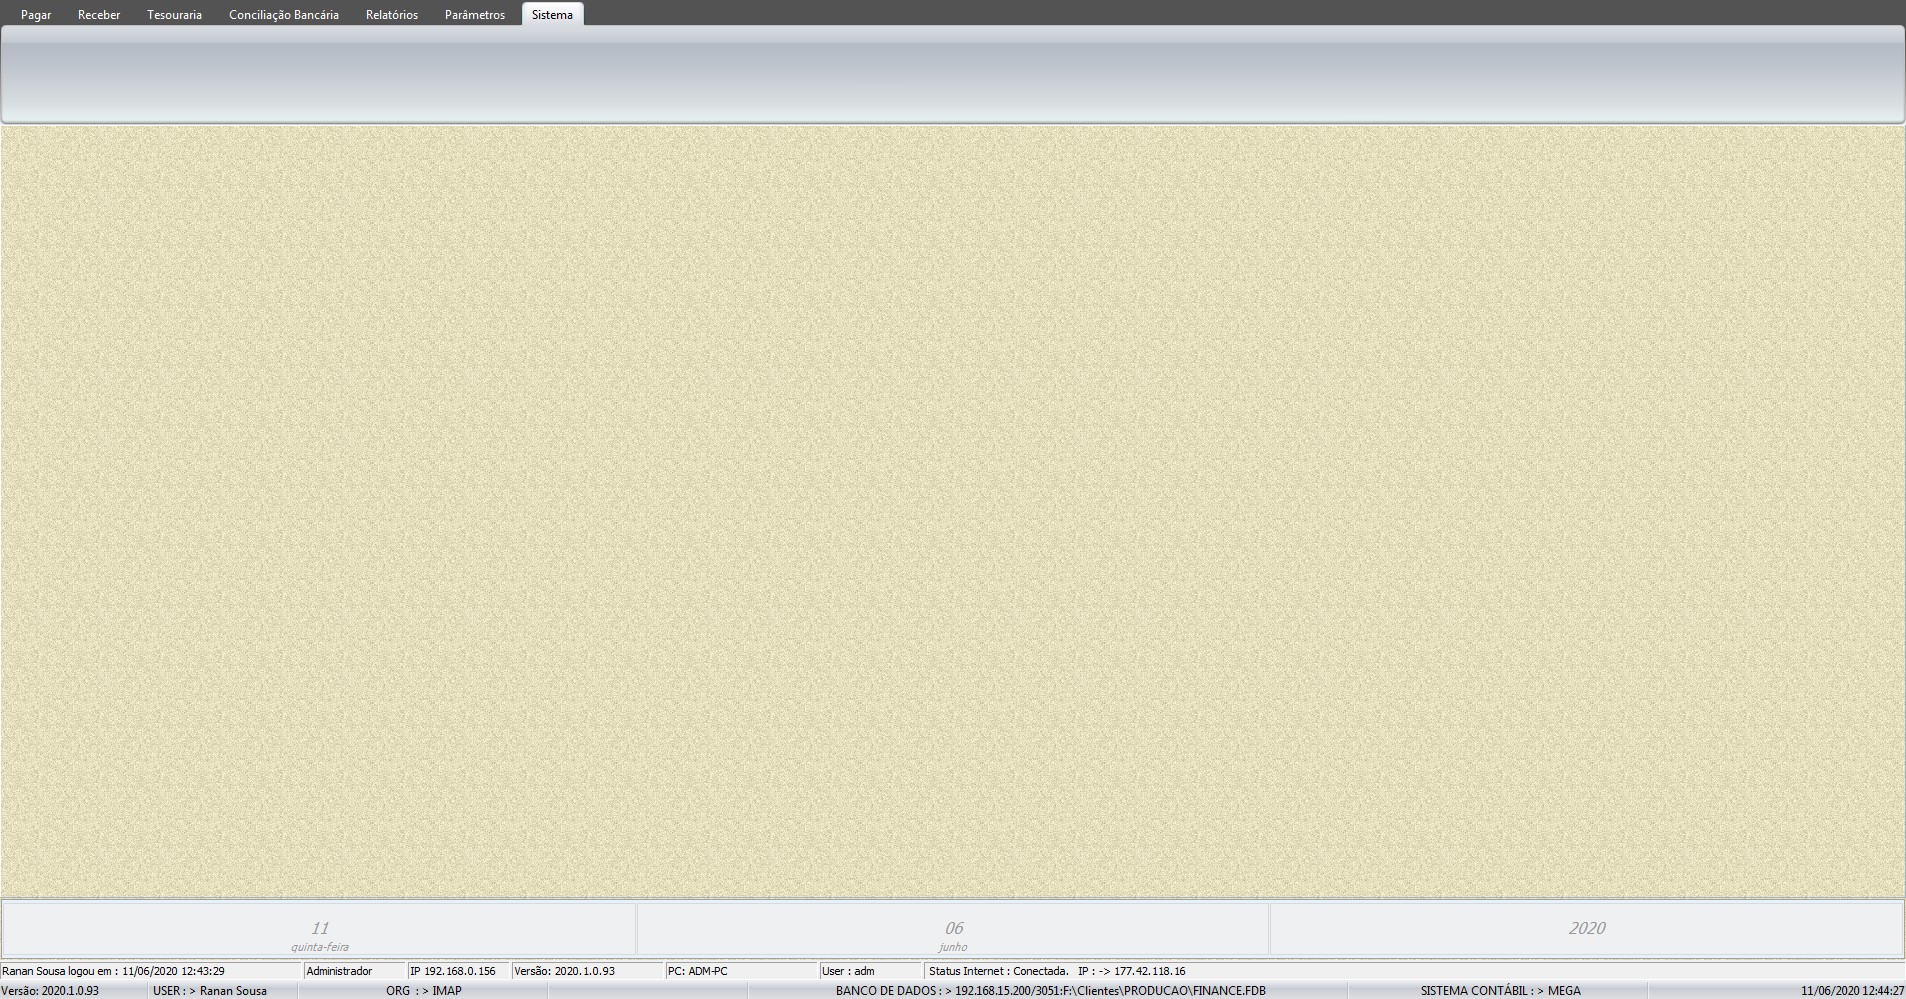 Pagar Receber Tesouraria Conciliação Bancária Relatórios Parâmetros Sistema
11 06 2020
quinta-feira junho
Ranan Sousa logou em : 11/06/2020 12:43:29 Administrador IP 192.168.0.156 Versão: 2020.1.0.93 PC: ADM-PC User : adm Status Internet : Conectada. IP : -> 177.42.118.16
Versão: 2020.1.0.93 USER : > Ranan Sousa ORG : > IMAP BANCO DE DADOS : > 192.168.15.200/3051:F:\Clientes\PRODUCAO\FINANCE.FDB SISTEMA CONTÁBIL : > MEGA 11/06/2020 12:44:27